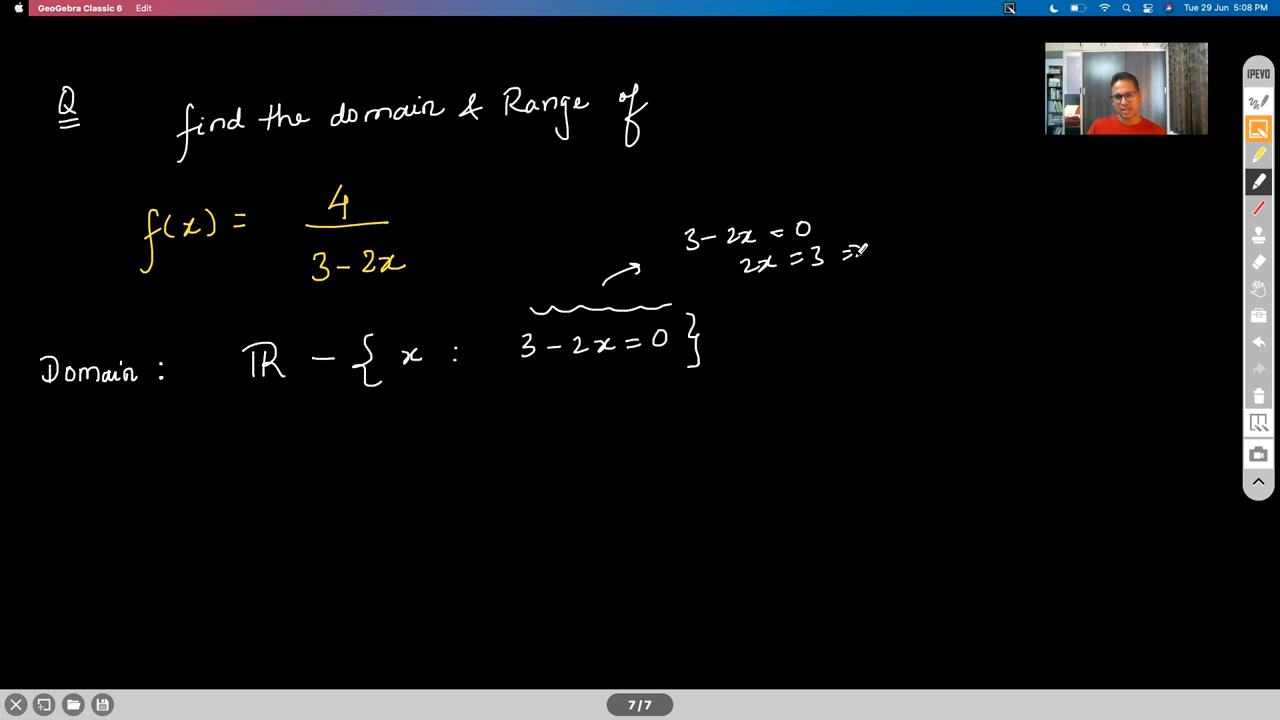 GeoGebra Classic 6 Edit Tue 29 Jun 5:08 PM
IPEVO
Q find the domain & Range of
f(x) = 4 / 3 - 2x
3 - 2x = 0
2x = 3 =>
Domain : ℝ - { x : 3 - 2x = 0 }
7/7